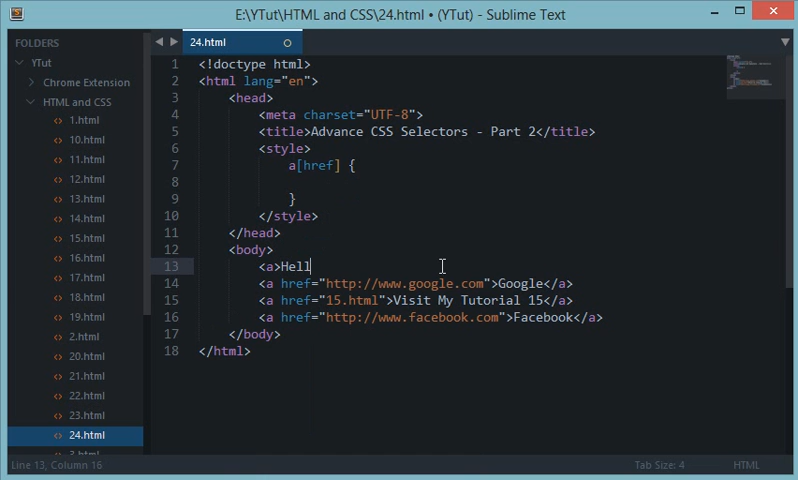 E:\YTut\HTML and CSS\24.html • (YTut) - Sublime Text
FOLDERS
YTut
Chrome Extension
HTML and CSS
1.html
10.html
11.html
12.html
13.html
14.html
15.html
16.html
17.html
18.html
19.html
2.html
20.html
21.html
22.html
23.html
24.html
3.html
24.html
1 <!doctype html>
2 <html lang="en">
3 <head>
4 <meta charset="UTF-8">
5 <title>Advance CSS Selectors - Part 2</title>
6 <style>
7 a[href] {
8
9 }
10 </style>
11 </head>
12 <body>
13 <a>Hell
14 <a href="http://www.google.com">Google</a>
15 <a href="15.html">Visit My Tutorial 15</a>
16 <a href="http://www.facebook.com">Facebook</a>
17 </body>
18 </html>
Line 13, Column 16
Tab Size: 4
HTML